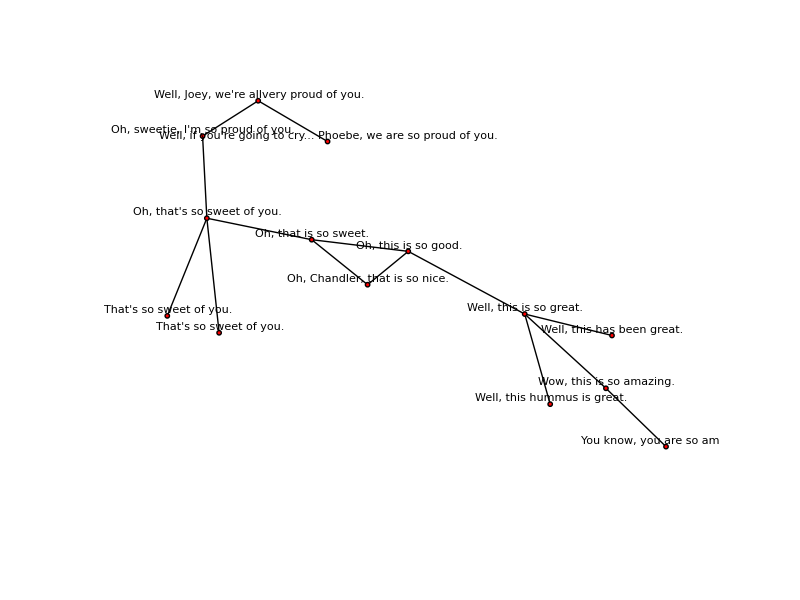 Well, Joey, we're allvery proud of you.
Oh, sweetie, I'm so proud of you.
Well, if you're going to cry... Phoebe, we are so proud of you.
Oh, that's so sweet of you.
Oh, that is so sweet.
Oh, this is so good.
Oh, Chandler, that is so nice.
That's so sweet of you.
That's so sweet of you.
Well, this is so great.
Well, this has been great.
Wow, this is so amazing.
Well, this hummus is great.
You know, you are so am